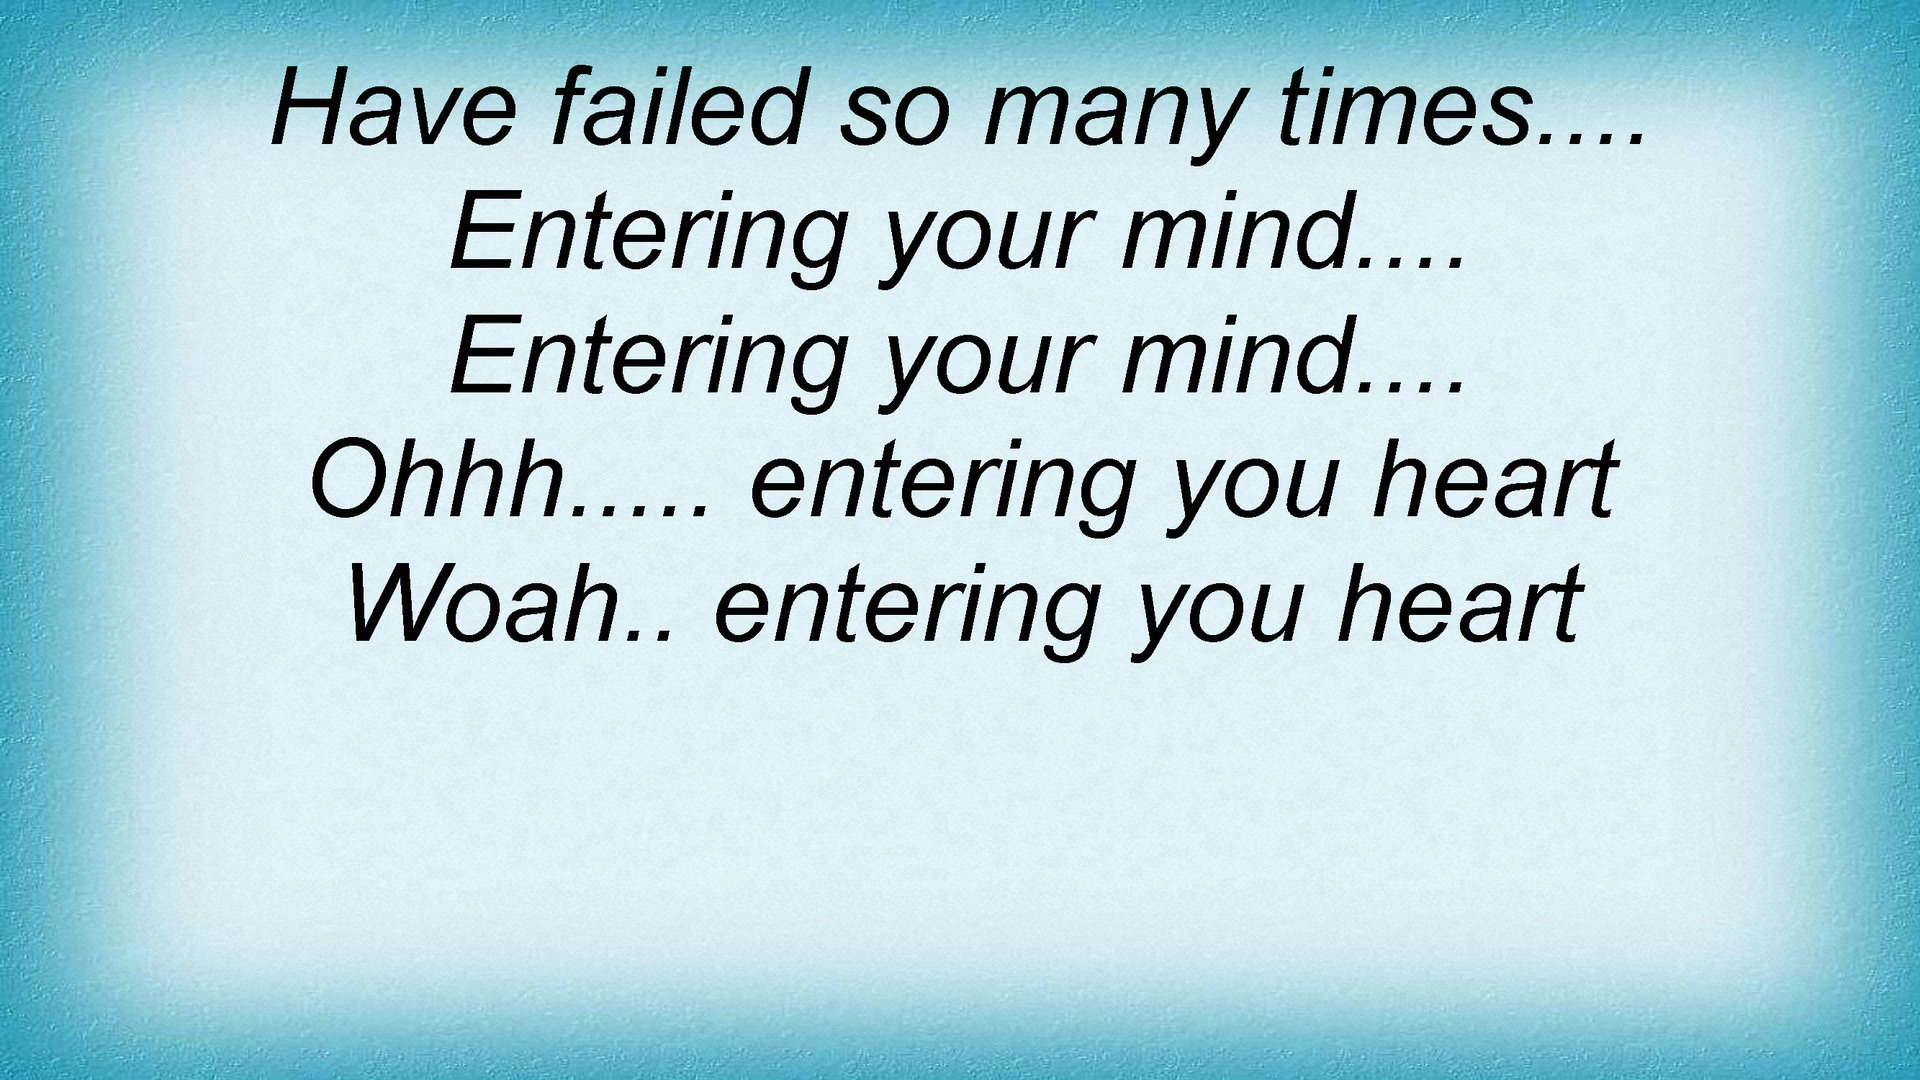 Have failed so many times....
Entering your mind....
Entering your mind....
Ohhh..... entering you heart
Woah.. entering you heart